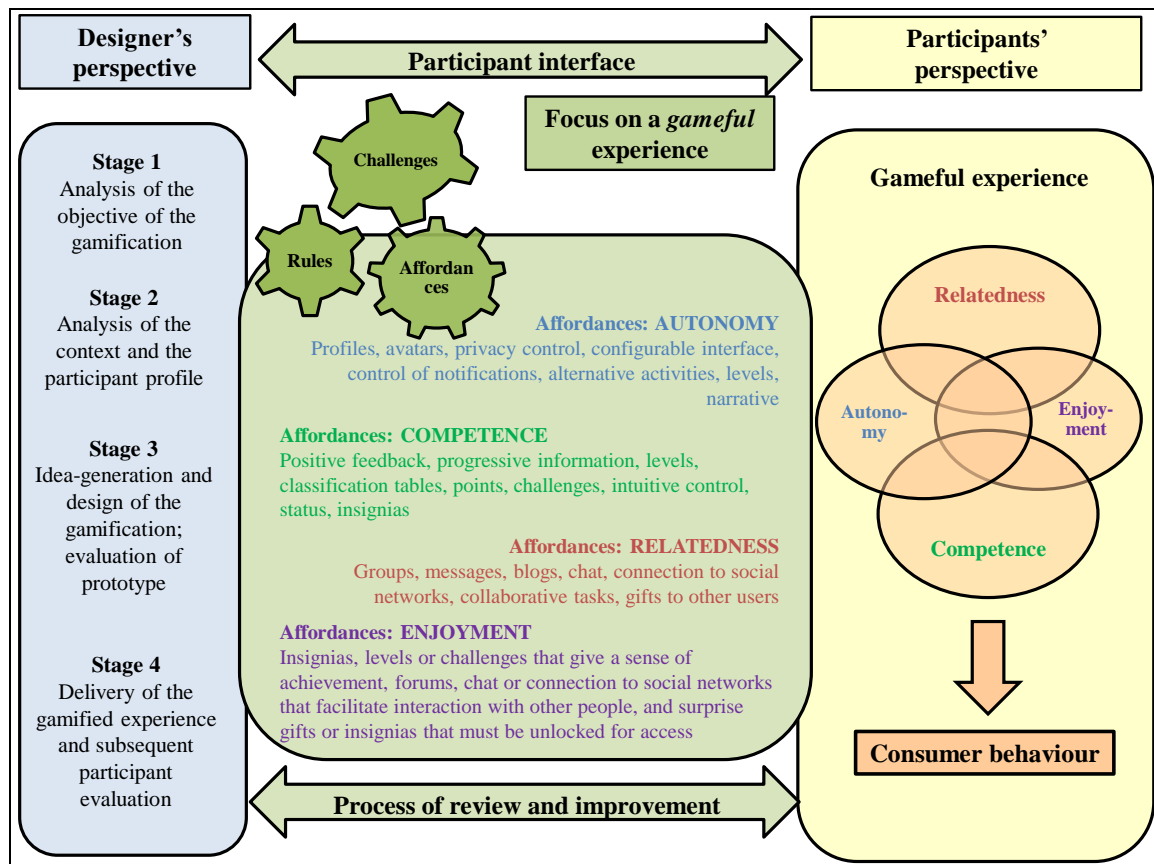 Designer's
perspective
Participant interface
Participants'
perspective
Focus on a gameful
experience
Stage 1
Analysis of the
objective of the
gamification
Stage 2
Analysis of the
context and the
participant profile
Stage 3
Idea-generation and
design of the
gamification;
evaluation of
prototype
Stage 4
Delivery of the
gamified experience
and subsequent
participant
evaluation
Challenges
Rules
Affordan
ces
Affordances: AUTONOMY
Profiles, avatars, privacy control, configurable interface,
control of notifications, alternative activities, levels,
narrative
Affordances: COMPETENCE
Positive feedback, progressive information, levels,
classification tables, points, challenges, intuitive control,
status, insignias
Affordances: RELATEDNESS
Groups, messages, blogs, chat, connection to social
networks, collaborative tasks, gifts to other users
Affordances: ENJOYMENT
Insignias, levels or challenges that give a sense of
achievement, forums, chat or connection to social networks
that facilitate interaction with other people, and surprise
gifts or insignias that must be unlocked for access
Process of review and improvement
Gameful experience
Relatedness
Autono-
my
Enjoy-
ment
Competence
Consumer behaviour